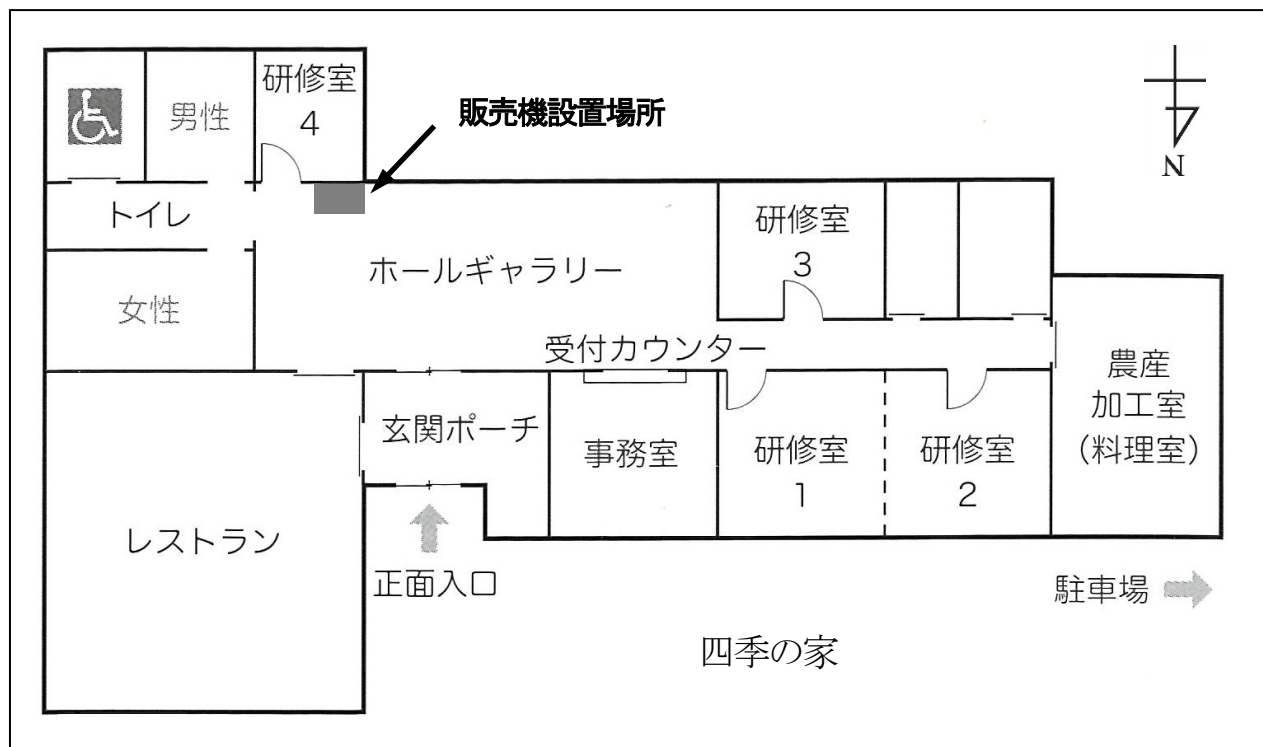 研修室
4
販売機設置場所
男性
N
トイレ
研修室
3
ホールギャラリー
女性
受付カウンター
農産
加工室
(料理室)
玄関ポーチ
事務室
研修室
1
研修室
2
レストラン
正面入口
駐車場
四季の家